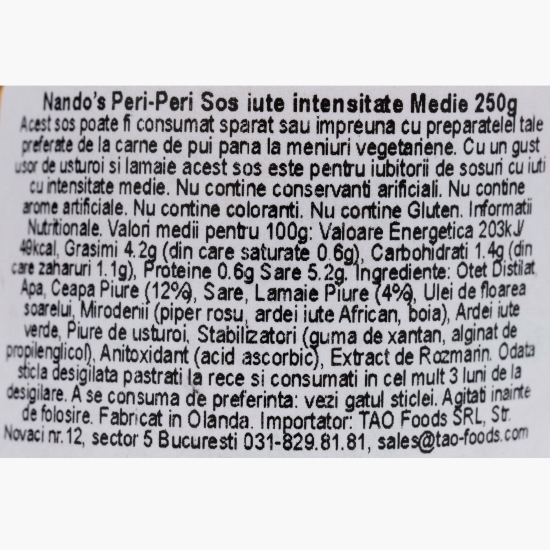 Nando's Peri-Peri Sos iute intensitate Medie 250g
Acest sos poate fi consumat sparat sau impreuna cu preparatelel tale
preferate de la carne de pui pana la meniuri vegetariene. Cu un gust
usor de usturoi si lamaie acest sos este pentru iubitorii de sosuri cu iuti
cu intensitate medie. Nu contine conservanti arificiali. Nu contine
arome artificiale. Nu contine coloranti. Nu contine Gluten. Informatii
Nutritionale. Valori medii pentru 100g: Valoare Energetica 203kJ/
49kcal, Grasimi 4.2g (din care saturate 0.6g), Carbohidrati 1.4g (din
care zaharuri 1.1g), Proteine 0.6g Sare 5.2g. Ingrediente: Otet Distilat,
Apa, Ceapa Piure (12%), Sare, Lamaie Piure (4%), Ulei de floarea
soarelui, Mirodenii (piper rosu, ardei iute African, boia), Ardei iute
verde, Piure de usturoi, Stabilizatori (guma de xantan, alginat de
propilenglicol), Anitoxidant (acid ascorbic), Extract de Rozmarin. Odata
sticla desigilata pastrati la rece si consumati in cel mult 3 luni de la
desigilare. A se consuma de preferinta: vezi gatul sticlei. Agitati inainte
de folosire. Fabricat in Olanda. Importator: TAO Foods SRL, Str.
Novaci nr.12, sector 5 Bucuresti 031-829.81.81, sales@tao-foods.com